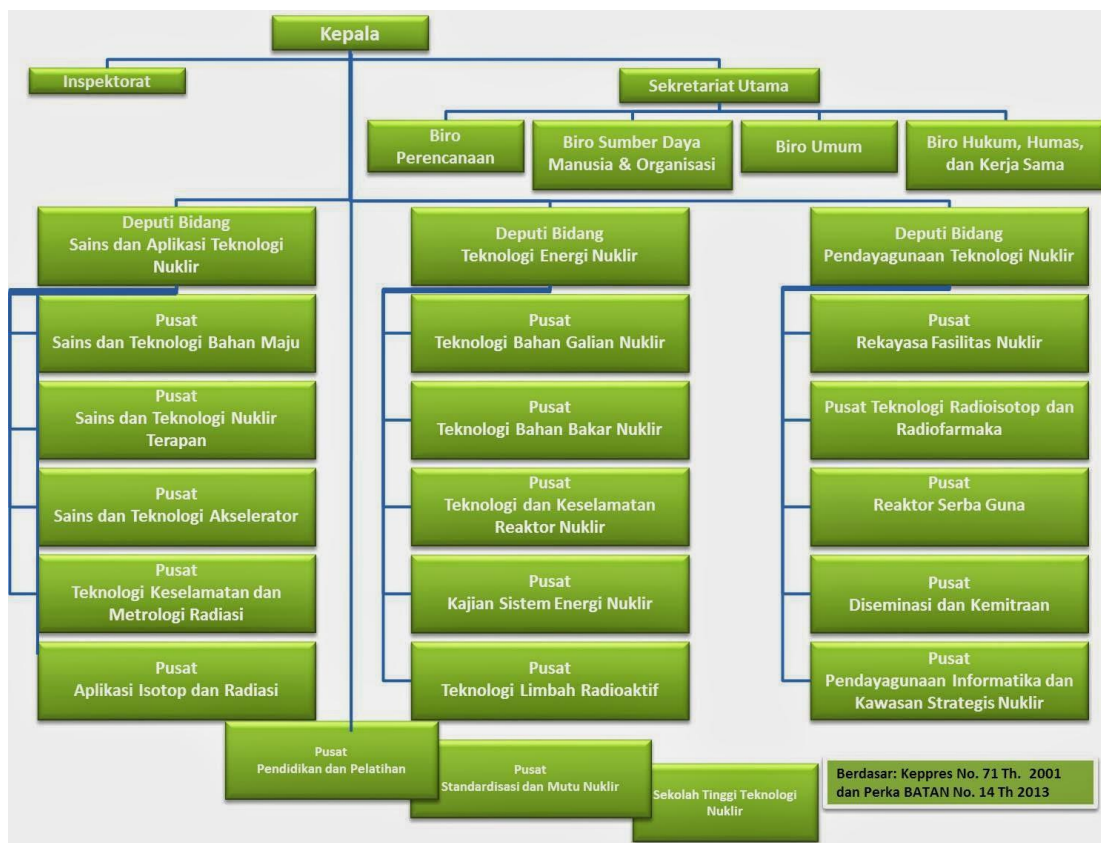 Kepala
Inspektorat
Sekretariat Utama
Biro
Perencanaan
Biro Sumber Daya
Manusia & Organisasi
Biro Umum
Biro Hukum, Humas,
dan Kerja Sama
Deputi Bidang
Sains dan Aplikasi Teknologi
Nuklir
Deputi Bidang
Teknologi Energi Nuklir
Deputi Bidang
Pendayagunaan Teknologi Nuklir
Pusat
Sains dan Teknologi Bahan Maju
Pusat
Teknologi Bahan Galian Nuklir
Pusat
Rekayasa Fasilitas Nuklir
Pusat
Sains dan Teknologi Nuklir
Terapan
Pusat
Teknologi Bahan Bakar Nuklir
Pusat Teknologi Radioisotop dan
Radiofarmaka
Pusat
Sains dan Teknologi Akselerator
Pusat
Teknologi dan Keselamatan
Reaktor Nuklir
Pusat
Reaktor Serba Guna
Pusat
Teknologi Keselamatan dan
Metrologi Radiasi
Pusat
Kajian Sistem Energi Nuklir
Pusat
Diseminasi dan Kemitraan
Pusat
Aplikasi Isotop dan Radiasi
Pusat
Teknologi Limbah Radioaktif
Pusat
Pendayagunaan Informatika dan
Kawasan Strategis Nuklir
Pusat
Pendidikan dan Pelatihan
Pusat
Standardisasi dan Mutu Nuklir
Sekolah Tinggi Teknologi
Nuklir
Berdasar: Keppres No. 71 Th. 2001
dan Perka BATAN No. 14 Th 2013